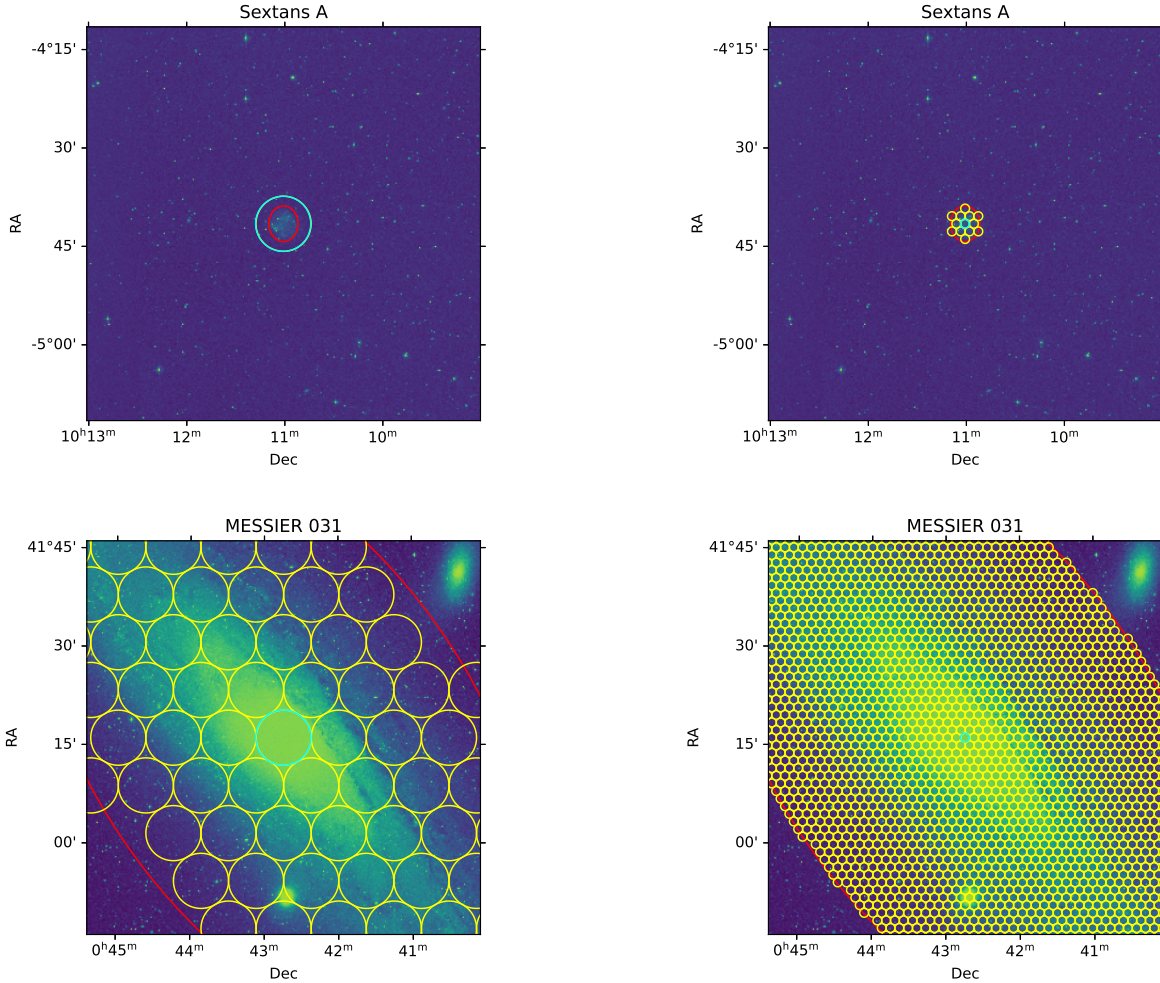 Sextans A
-4°15'
30'
45'
-5°00'
RA
10ʰ13ᵐ 12ᵐ 11ᵐ 10ᵐ
Dec
Sextans A
-4°15'
30'
45'
-5°00'
RA
10ʰ13ᵐ 12ᵐ 11ᵐ 10ᵐ
Dec
MESSIER 031
41°45'
30'
15'
00'
RA
0ʰ45ᵐ 44ᵐ 43ᵐ 42ᵐ 41ᵐ
Dec
MESSIER 031
41°45'
30'
15'
00'
RA
0ʰ45ᵐ 44ᵐ 43ᵐ 42ᵐ 41ᵐ
Dec